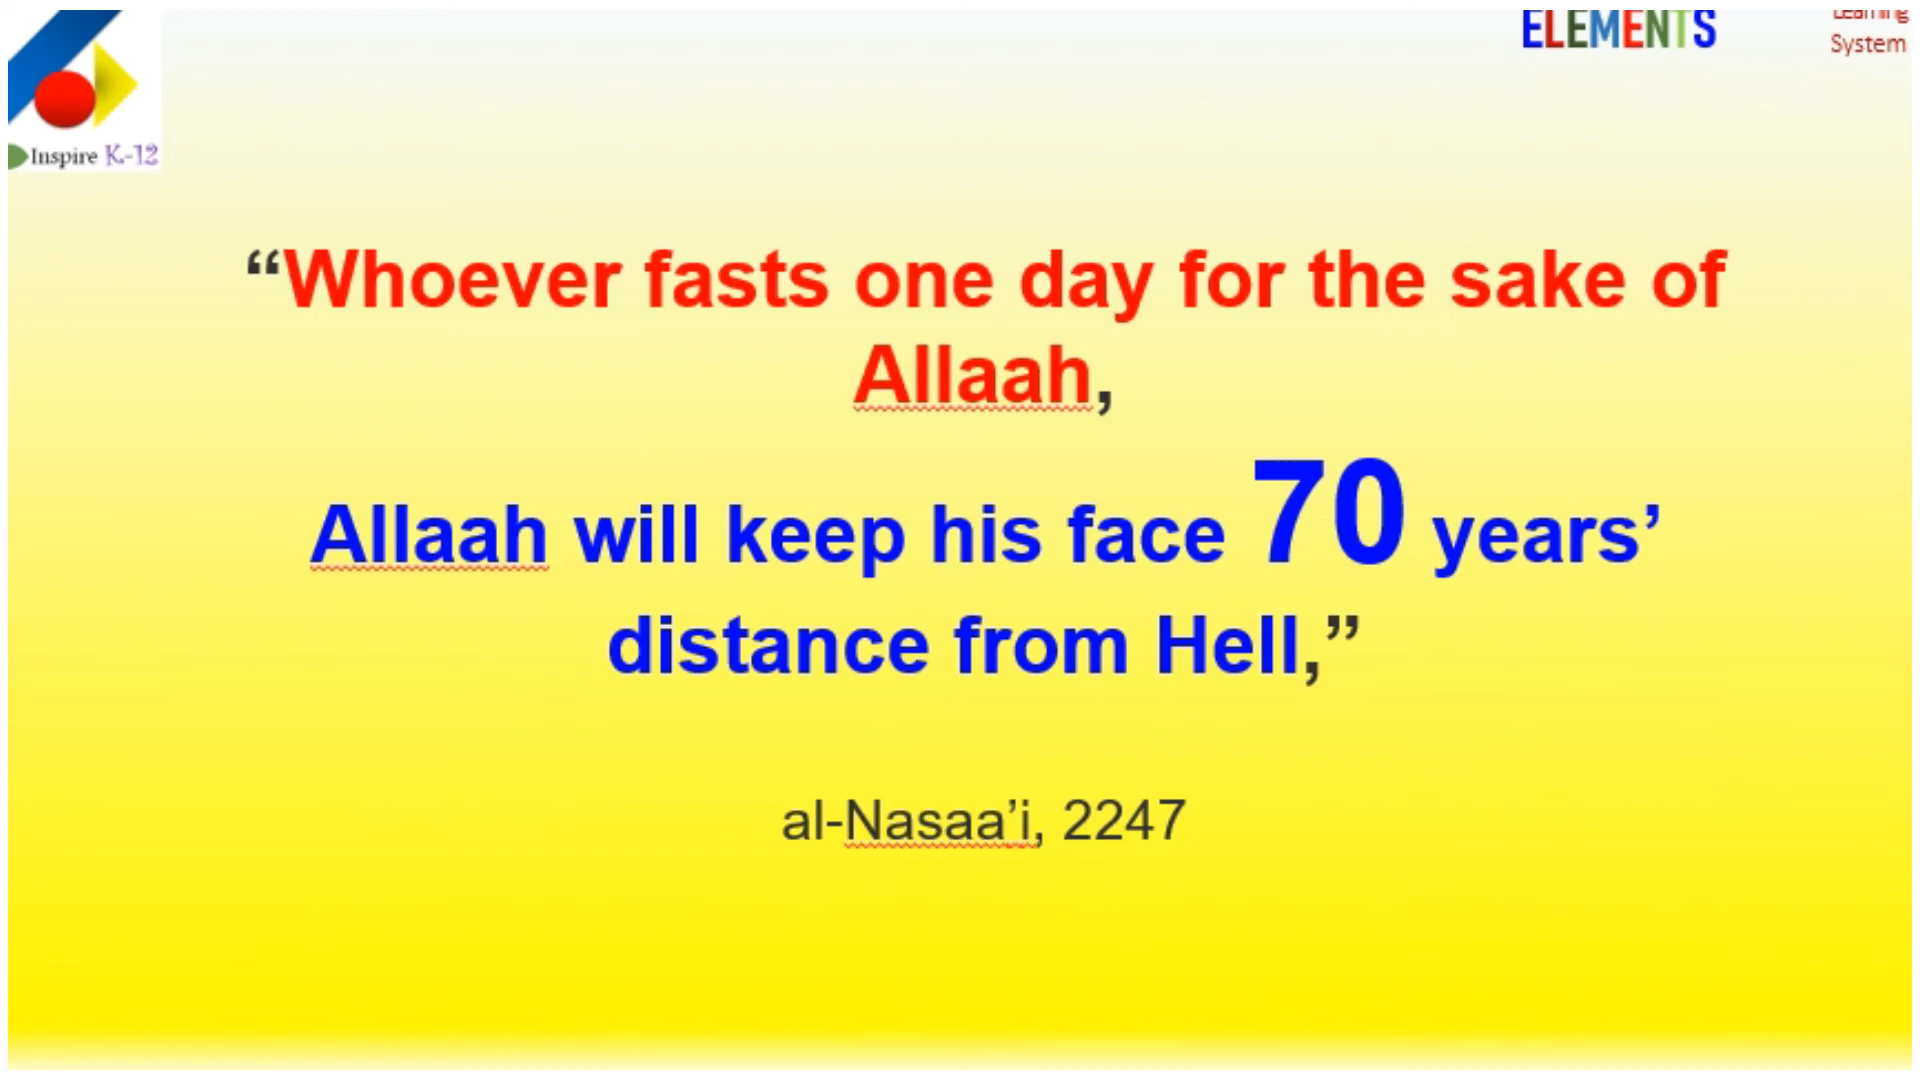 ELEMENTS
Learning
System
Inspire K-12
“Whoever fasts one day for the sake of
Allaah,
Allaah will keep his face 70 years’
distance from Hell,”
al-Nasaa’i, 2247